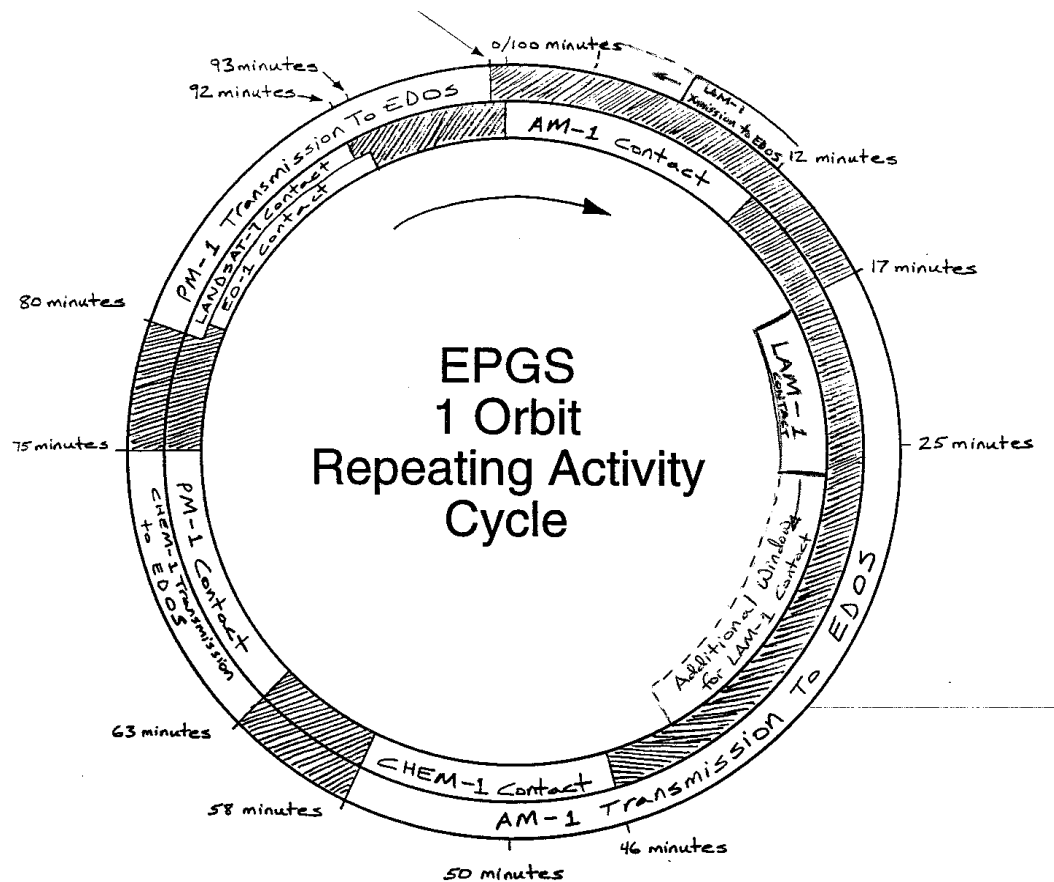 0/100 minutes
93 minutes
92 minutes
LAM-1
Xmission to EDOS
12 minutes
PM-1 Transmission To EDOS
LANDSAT-7 Contact
EO-1 Contact
AM-1 Contact
17 minutes
80 minutes
LAM-1
CONTACT
EPGS
1 Orbit
Repeating Activity
Cycle
75 minutes
25 minutes
PM-1 Contact
CHEM-1 Transmission
to EDOS
Additional Window
for LAM-1 Contact
63 minutes
CHEM-1 Contact
AM-1 Transmission To EDOS
58 minutes
46 minutes
50 minutes